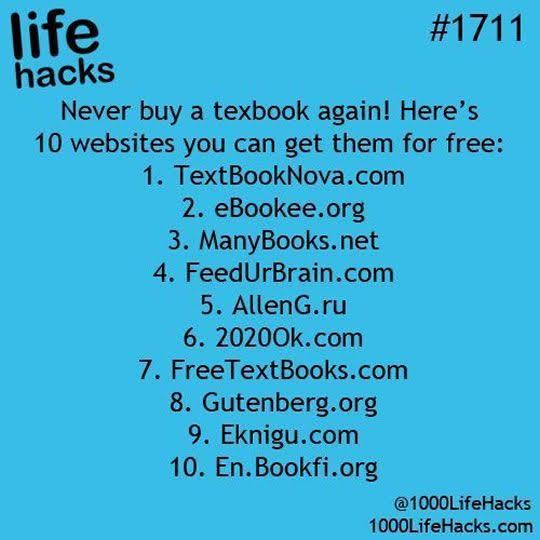 life
hacks
#1711
Never buy a texbook again! Here's
10 websites you can get them for free:
1. TextBookNova.com
2. eBookee.org
3. ManyBooks.net
4. FeedUrBrain.com
5. AllenG.ru
6. 2020Ok.com
7. FreeTextBooks.com
8. Gutenberg.org
9. Eknigu.com
10. En.Bookfi.org
@1000LifeHacks
1000LifeHacks.com